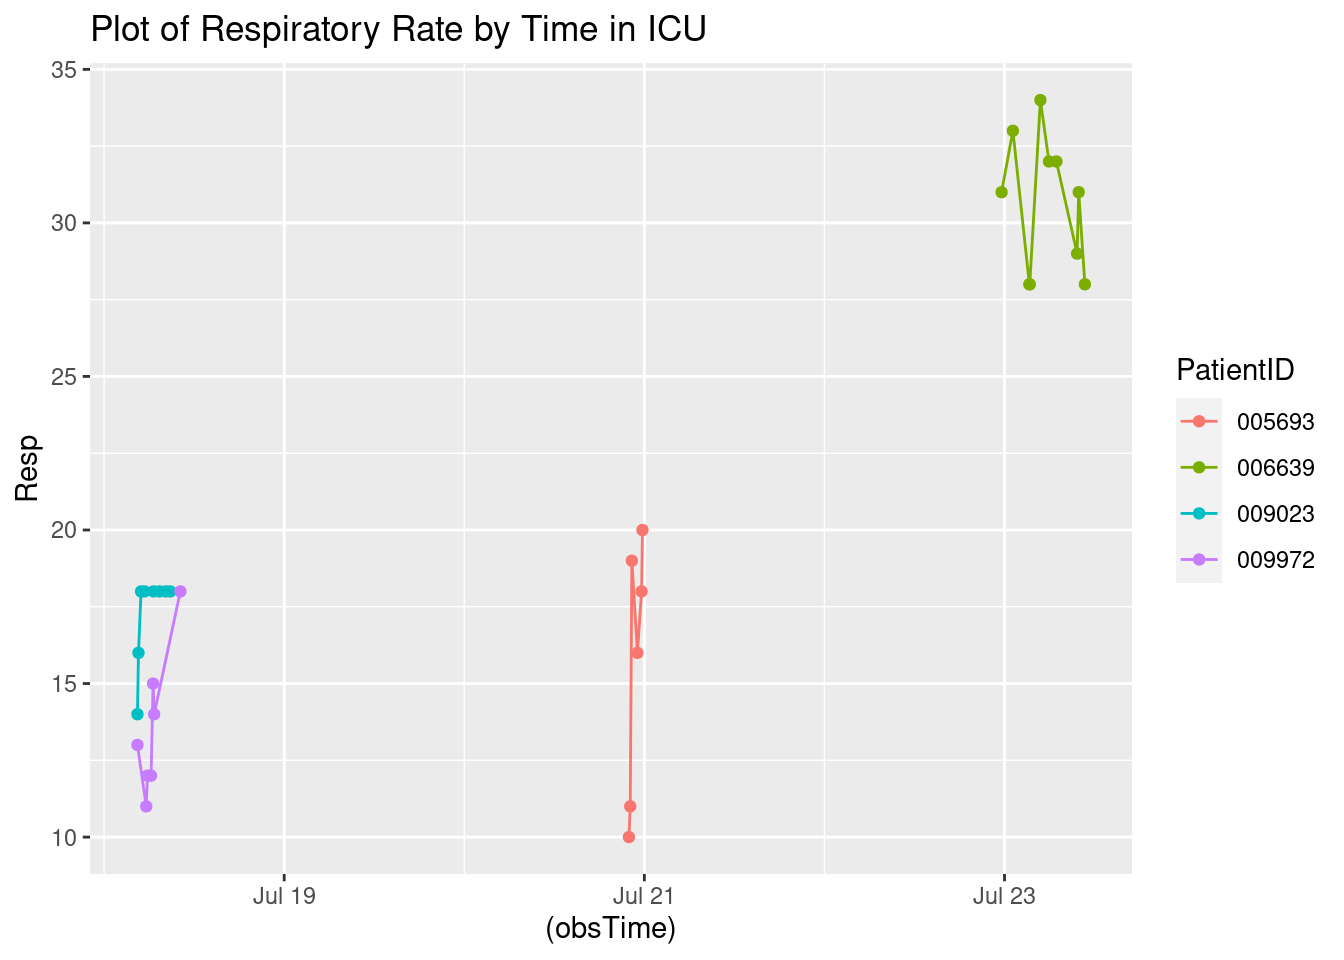 Plot of Respiratory Rate by Time in ICU
35
30
25
20
15
10
Resp
Jul 19
Jul 21
Jul 23
(obsTime)
PatientID
005693
006639
009023
009972